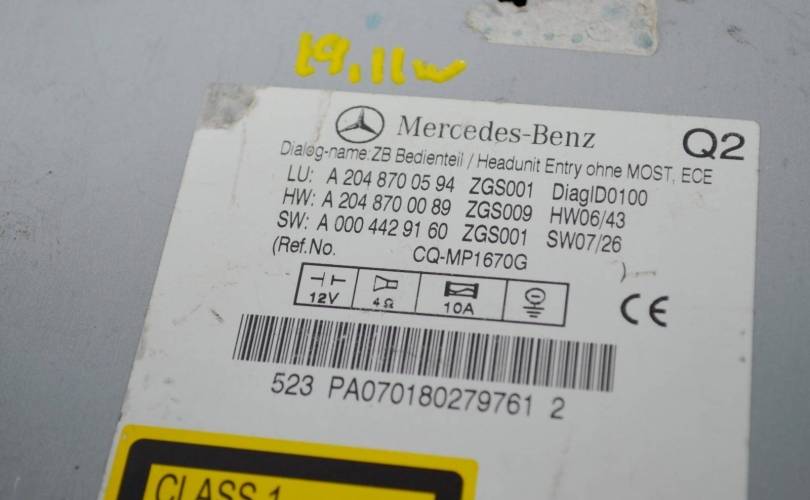 19.11w
Mercedes-Benz Q2
Dialog-name: ZB Bedienteil / Headunit Entry ohne MOST, ECE
LU: A 204 870 05 94 ZGS001 DiagID0100
HW: A 204 870 00 89 ZGS009 HW06/43
SW: A 000 442 91 60 ZGS001 SW07/26
(Ref.No. CQ-MP1670G )
12V 4Ω 10A
CE
523 PA070180279761 2
CLASS 1